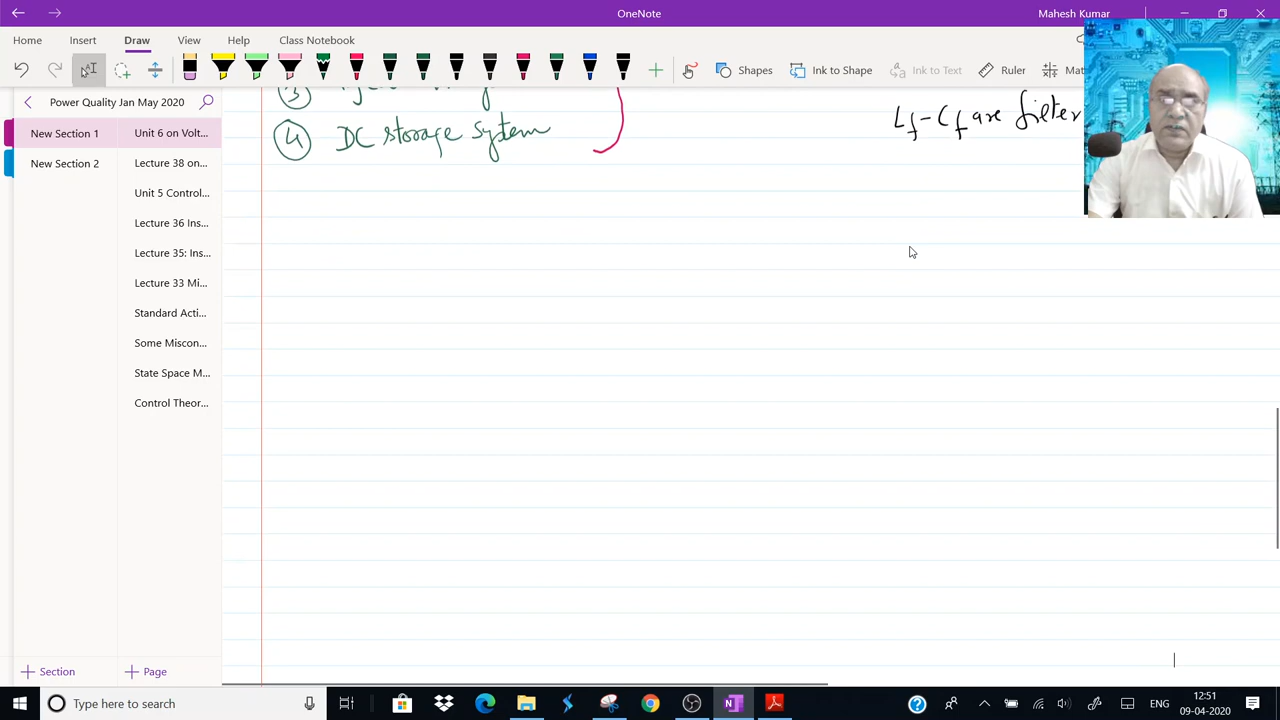 OneNote
Mahesh Kumar
Home Insert Draw View Help Class Notebook
Shapes Ink to Shape Ink to Text Ruler Mat
Power Quality Jan May 2020
New Section 1
New Section 2
Unit 6 on Volt...
Lecture 38 on...
Unit 5 Control...
Lecture 36 Ins...
Lecture 35: Ins...
Lecture 33 Mi...
Standard Acti...
Some Miscon...
State Space M...
Control Theor...
③
④ DC storage system
Lf-Cf are filter
Section
Page
Type here to search
ENG
12:51
09-04-2020